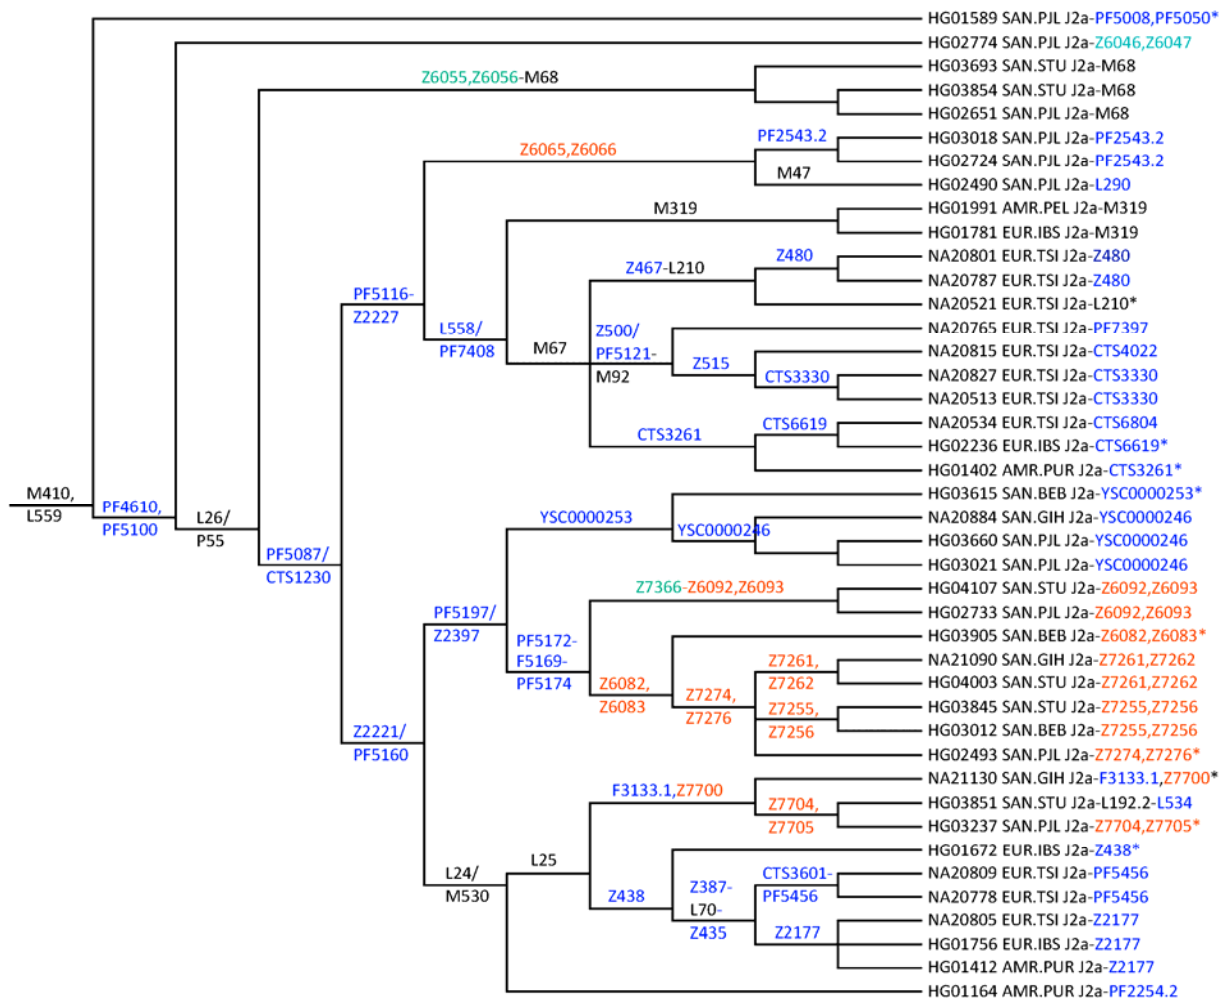 HG01589 SAN.PJL J2a-PF5008,PF5050*
HG02774 SAN.PJL J2a-Z6046,Z6047
HG03693 SAN.STU J2a-M68
Z6055,Z6056-M68
HG03854 SAN.STU J2a-M68
HG02651 SAN.PJL J2a-M68
PF2543.2
HG03018 SAN.PJL J2a-PF2543.2
Z6065,Z6066
HG02724 SAN.PJL J2a-PF2543.2
M47
HG02490 SAN.PJL J2a-L290
M319
HG01991 AMR.PEL J2a-M319
HG01781 EUR.IBS J2a-M319
Z480
HG20801 EUR.TSI J2a-Z480
Z467-L210
NA20787 EUR.TSI J2a-Z480
PF5116-
Z2227
NA20521 EUR.TSI J2a-L210*
L558/
PF7408
Z500/
PF5121-
M92
NA20765 EUR.TSI J2a-PF7397
M67
NA20815 EUR.TSI J2a-CTS4022
Z515
CTS3330
NA20827 EUR.TSI J2a-CTS3330
NA20513 EUR.TSI J2a-CTS3330
CTS6619
NA20534 EUR.TSI J2a-CTS6804
CTS3261
HG02236 EUR.IBS J2a-CTS6619*
HG01402 AMR.PUR J2a-CTS3261*
M410,
L559
PF4610,
PF5100
L26/
P55
HG03615 SAN.BEB J2a-YSC0000253*
YSC0000253
YSC0000246
NA20884 SAN.GIH J2a-YSC0000246
HG03660 SAN.PJL J2a-YSC0000246
PF5087/
CTS1230
HG03021 SAN.PJL J2a-YSC0000246
Z7366-Z6092,Z6093
HG04107 SAN.STU J2a-Z6092,Z6093
PF5197/
Z2397
HG02733 SAN.PJL J2a-Z6092,Z6093
PF5172-
F5169-
PF5174
HG03905 SAN.BEB J2a-Z6082,Z6083*
Z7261,
Z7262
NA21090 SAN.GIH J2a-Z7261,Z7262
Z6082,
Z6083
HG04003 SAN.STU J2a-Z7261,Z7262
Z7274,
Z7276
Z7255,
Z7256
HG03845 SAN.STU J2a-Z7255,Z7256
Z2221/
PF5160
HG03012 SAN.BEB J2a-Z7255,Z7256
HG02493 SAN.PJL J2a-Z7274,Z7276*
F3133.1,Z7700
NA21130 SAN.GIH J2a-F3133.1,Z7700*
Z7704,
Z7705
HG03851 SAN.STU J2a-L192.2-L534
HG03237 SAN.PJL J2a-Z7704,Z7705*
L25
HG01672 EUR.IBS J2a-Z438*
L24/
M530
Z438
Z387-
L70-
Z435
CTS3601-
PF5456
NA20809 EUR.TSI J2a-PF5456
NA20778 EUR.TSI J2a-PF5456
NA20805 EUR.TSI J2a-Z2177
Z2177
HG01756 EUR.IBS J2a-Z2177
HG01412 AMR.PUR J2a-Z2177
HG01164 AMR.PUR J2a-PF2254.2